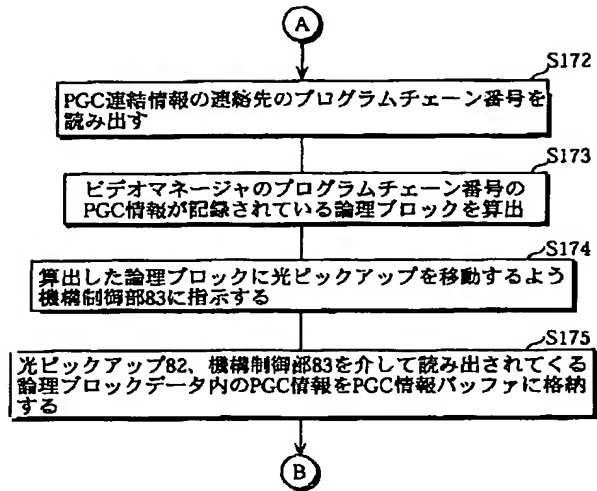 A
S172
PGC連結情報の連絡先のプログラムチェーン番号を
読み出す
S173
ビデオマネージャのプログラムチェーン番号の
PGC情報が記録されている論理ブロックを算出
S174
算出した論理ブロックに光ピックアップを移動するよう
機構制御部83に指示する
S175
光ピックアップ82、機構制御部83を介して読み出されてくる
論理ブロックデータ内のPGC情報をPGC情報バッファに格納
する
B